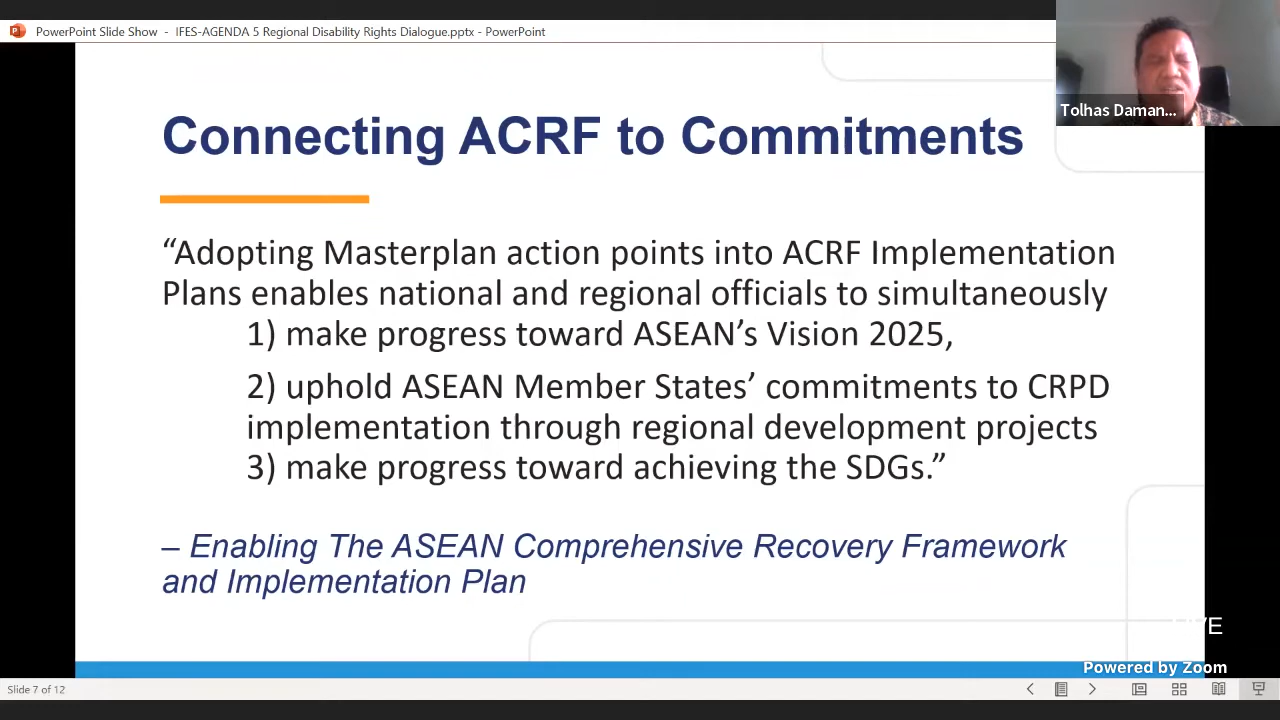 PowerPoint Slide Show - IFES-AGENDA 5 Regional Disability Rights Dialogue.pptx - PowerPoint
Tolhas Daman...
Connecting ACRF to Commitments
“Adopting Masterplan action points into ACRF Implementation
Plans enables national and regional officials to simultaneously
1) make progress toward ASEAN’s Vision 2025,
2) uphold ASEAN Member States’ commitments to CRPD
implementation through regional development projects
3) make progress toward achieving the SDGs.”
– Enabling The ASEAN Comprehensive Recovery Framework
and Implementation Plan
Powered by Zoom
Slide 7 of 12